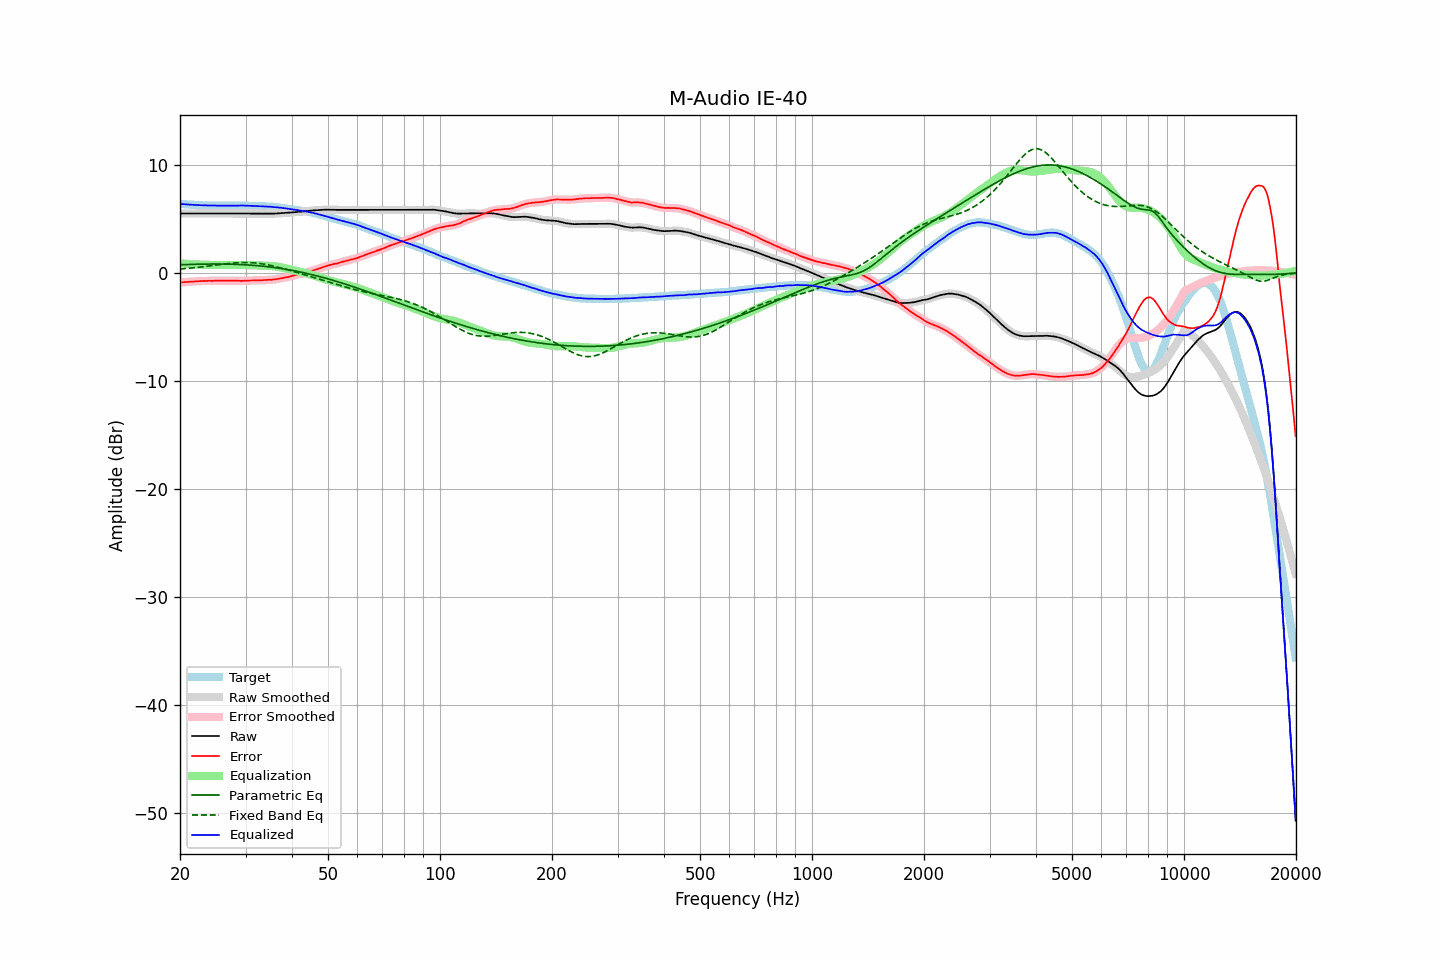 M-Audio IE-40
10
0
−10
−20
−30
−40
−50
Amplitude (dBr)
Target
Raw Smoothed
Error Smoothed
Raw
Error
Equalization
Parametric Eq
Fixed Band Eq
Equalized
20 50 100 200 500 1000 2000 5000 10000 20000
Frequency (Hz)